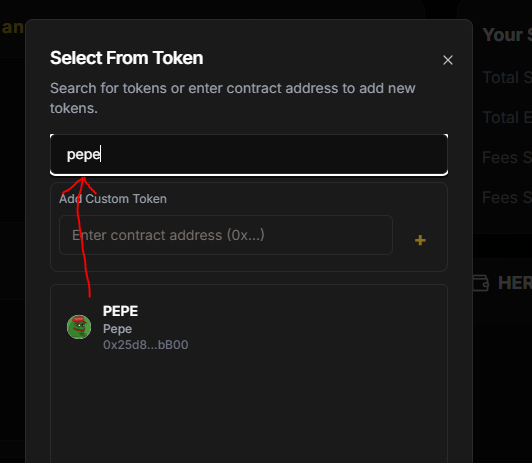 an
Select From Token
Search for tokens or enter contract address to add new
tokens.
pepe
Add Custom Token
Enter contract address (0x...)
+
PEPE
Pepe
0x25d8...bB00
Your S
Total S
Total E
Fees S
Fees S
HER